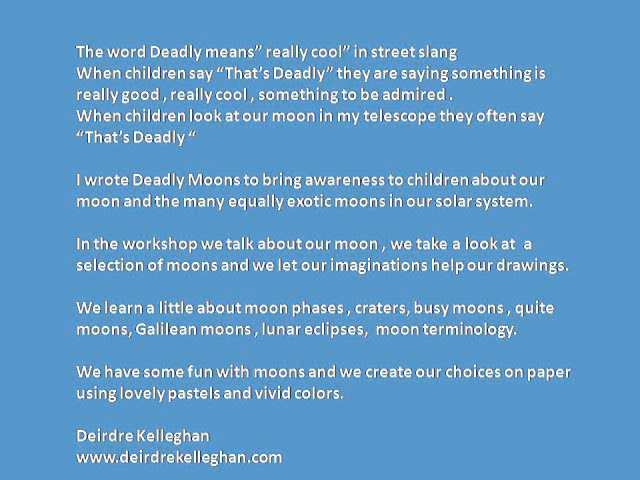 The word Deadly means” really cool” in street slang
When children say “That’s Deadly” they are saying something is
really good , really cool , something to be admired .
When children look at our moon in my telescope they often say
“That’s Deadly “
I wrote Deadly Moons to bring awareness to children about our
moon and the many equally exotic moons in our solar system.
In the workshop we talk about our moon , we take a look at  a
selection of moons and we let our imaginations help our drawings.
We learn a little about moon phases , craters, busy moons , quite
moons, Galilean moons , lunar eclipses,  moon terminology.
We have some fun with moons and we create our choices on paper
using lovely pastels and vivid colors.
Deirdre Kelleghan
www.deirdrekelleghan.com